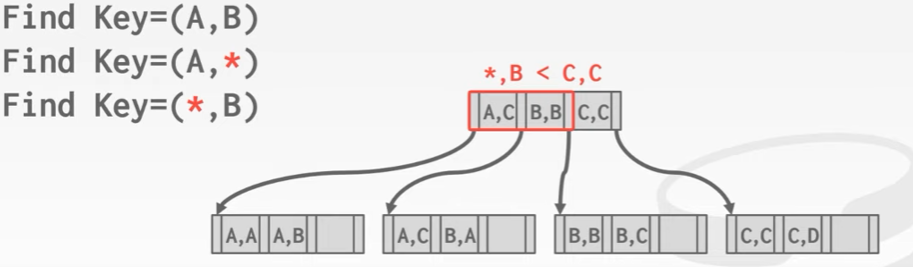 Find Key=(A,B)
Find Key=(A,*)
Find Key=(*,B)
*,B < C,C
A,C B,B C,C
A,A A,B
A,C B,A
B,B B,C
C,C C,D